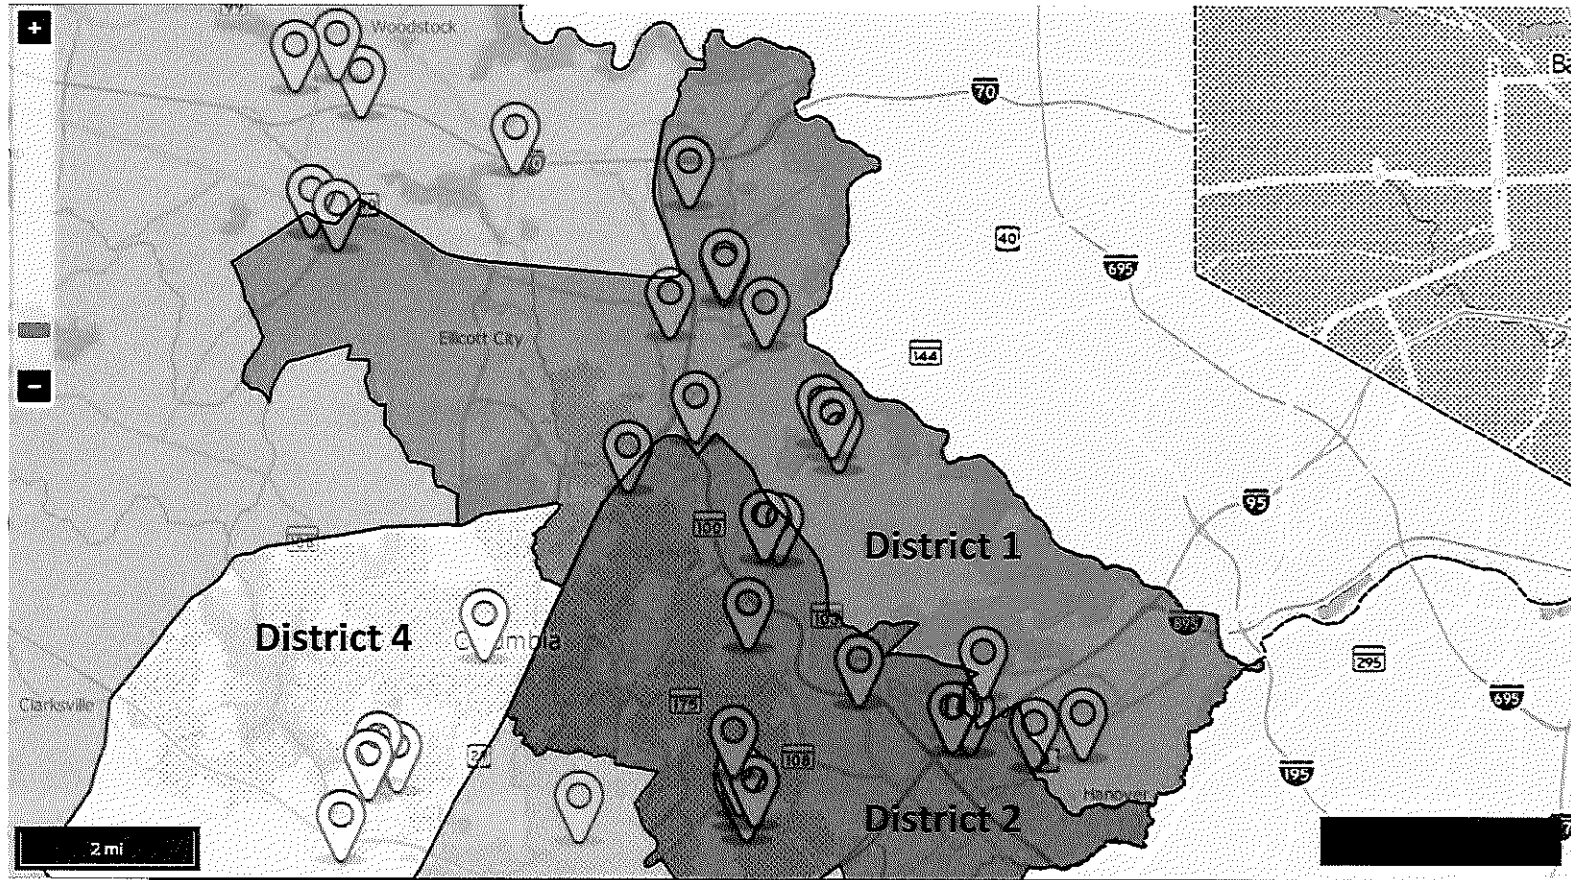 +
Woodstock
70
40
695
Ellicott City
144
−
95
100
District 1
103
895
District 4
Columbia
295
Clarksville
175
695
108
195
Hanover
District 2
2 mi